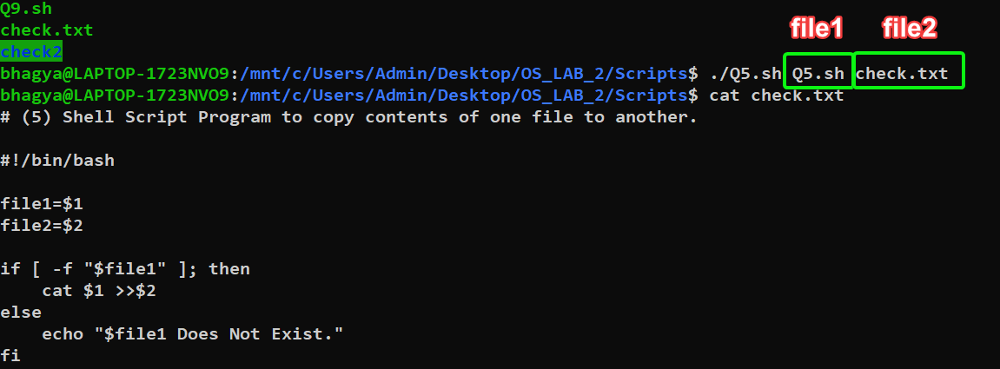 Q9.sh
file1 file2
check.txt
check2
bhagya@LAPTOP-1723NVO9:/mnt/c/Users/Admin/Desktop/OS_LAB_2/Scripts$ ./Q5.sh Q5.sh check.txt
bhagya@LAPTOP-1723NVO9:/mnt/c/Users/Admin/Desktop/OS_LAB_2/Scripts$ cat check.txt
# (5) Shell Script Program to copy contents of one file to another.
#!/bin/bash
file1=$1
file2=$2
if [ -f "$file1" ]; then
    cat $1 >>$2
else
    echo "$file1 Does Not Exist."
fi